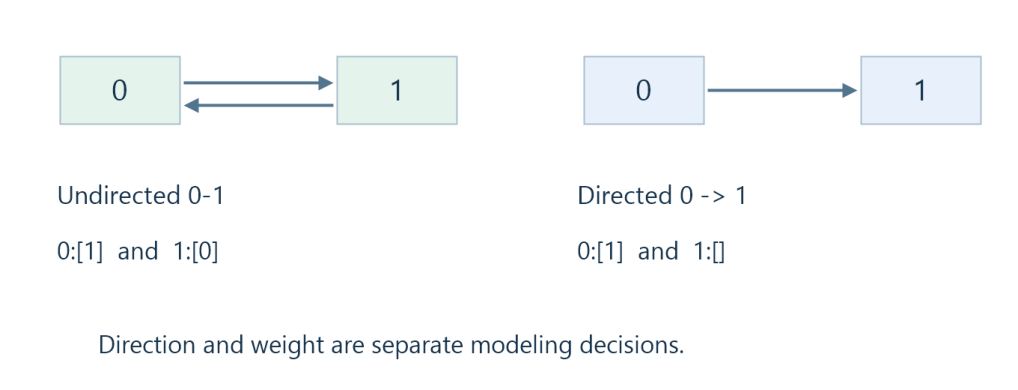 0 1 0 1
Undirected 0-1
Directed 0 -> 1
0:[1] and 1:[0]
0:[1] and 1:[]
Direction and weight are separate modeling decisions.